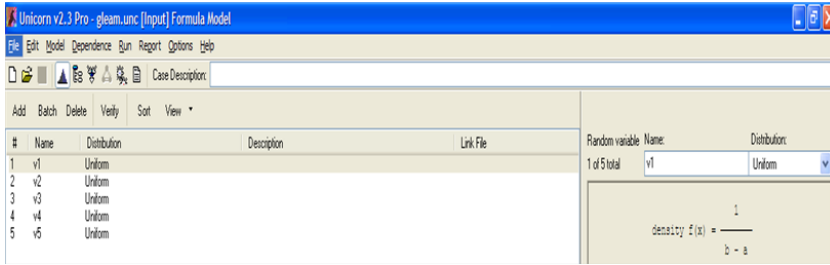 Unicorn v2.3 Pro - gleam.unc [Input] Formula Model
File Edit Model Dependence Run Report Options Help
Case Description:
Add Batch Delete Verify Sort View
# Name Distribution Description Link File
1 v1 Uniform
2 v2 Uniform
3 v3 Uniform
4 v4 Uniform
5 v5 Uniform
Random variable Name: Distribution:
1 of 5 total v1 Uniform
1
density f(x) =
b - a